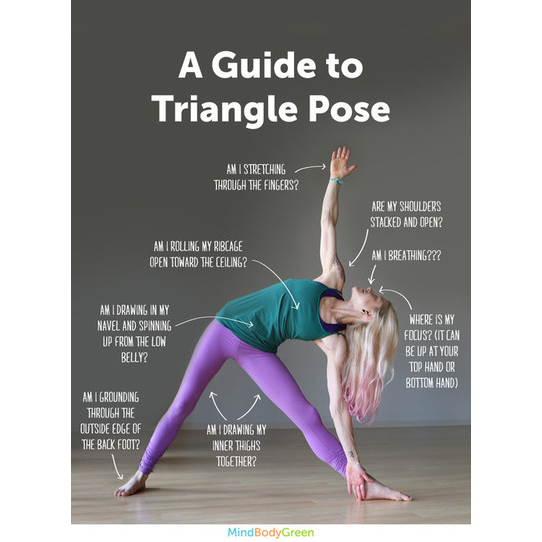 A Guide to
Triangle Pose
AM I STRETCHING
THROUGH THE FINGERS?
ARE MY SHOULDERS
STACKED AND OPEN?
AM I ROLLING MY RIBCAGE
OPEN TOWARD THE CEILING?
AM I BREATHING???
AM I DRAWING IN MY
NAVEL AND SPINNING
UP FROM THE LOW
BELLY?
WHERE IS MY
FOCUS? (IT CAN
BE UP AT YOUR
TOP HAND OR
BOTTOM HAND)
AM I GROUNDING
THROUGH THE
OUTSIDE EDGE OF
THE BACK FOOT?
AM I DRAWING MY
INNER THIGHS
TOGETHER?
MindBodyGreen